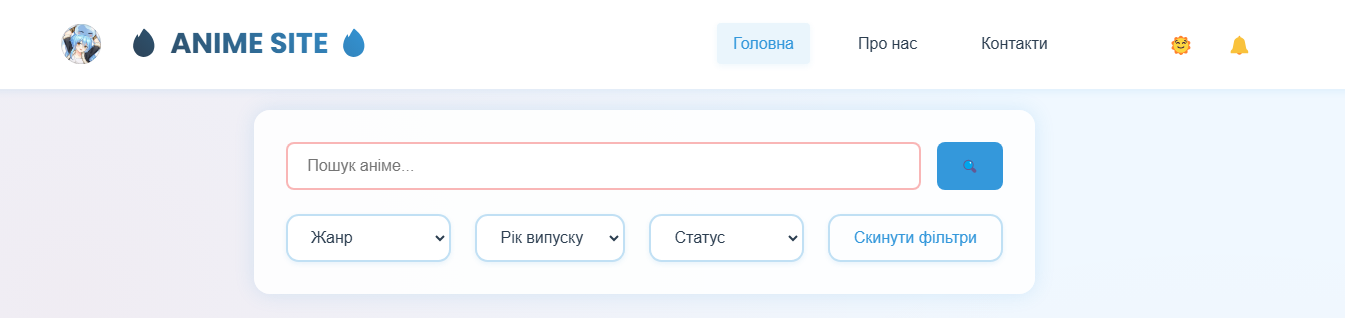 ANIME SITE
Головна Про нас Контакти
Пошук аніме...
Жанр Рік випуску Статус Скинути фільтри